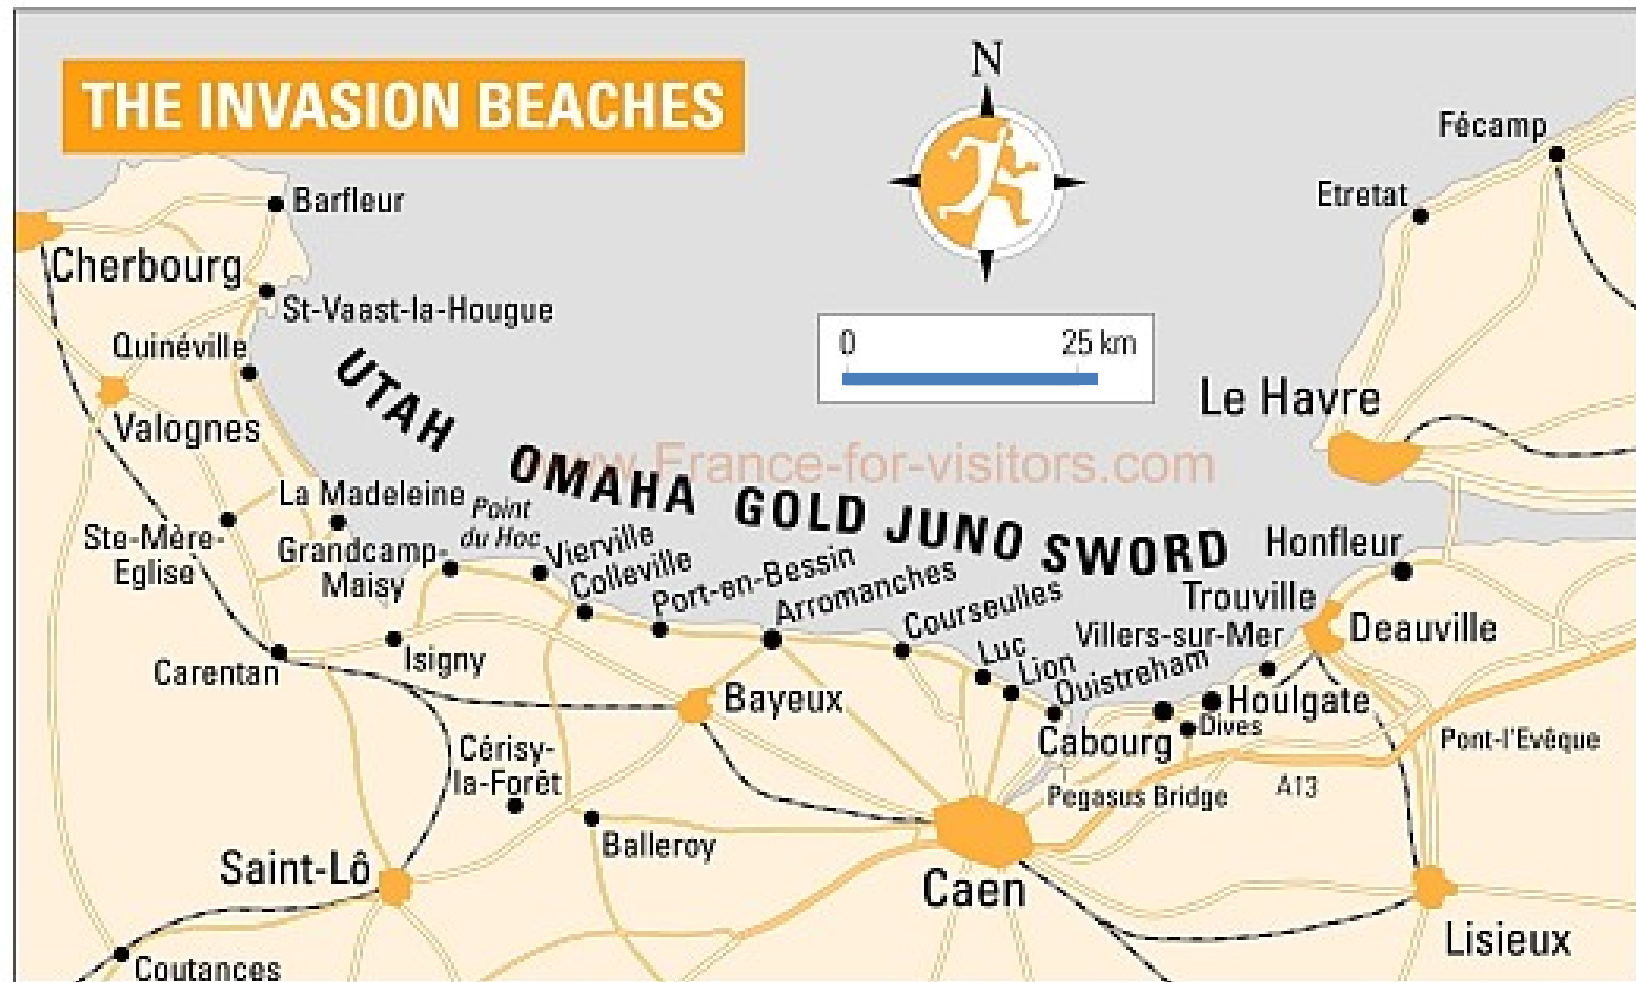 THE INVASION BEACHES
N
Fécamp
Etretat
Barfleur
Cherbourg
St-Vaast-la-Hougue
Quinéville
0 25 km
UTAH
Le Havre
Valognes
www.France-for-visitors.com
OMAHA
GOLD
JUNO
SWORD
La Madeleine
Point
du Hoc
Ste-Mère-
Eglise
Grandcamp-
Maisy
Vierville
Colleville
Port-en-Bessin
Arromanches
Courseulles
Honfleur
Trouville
Deauville
Villers-sur-Mer
Luc
Lion
Ouistreham
Carentan
Isigny
Bayeux
Houlgate
Dives
Cabourg
Pont-l'Evêque
Cérisy-
la-Forêt
Pegasus Bridge
A13
Balleroy
Saint-Lô
Caen
Lisieux
Coutances